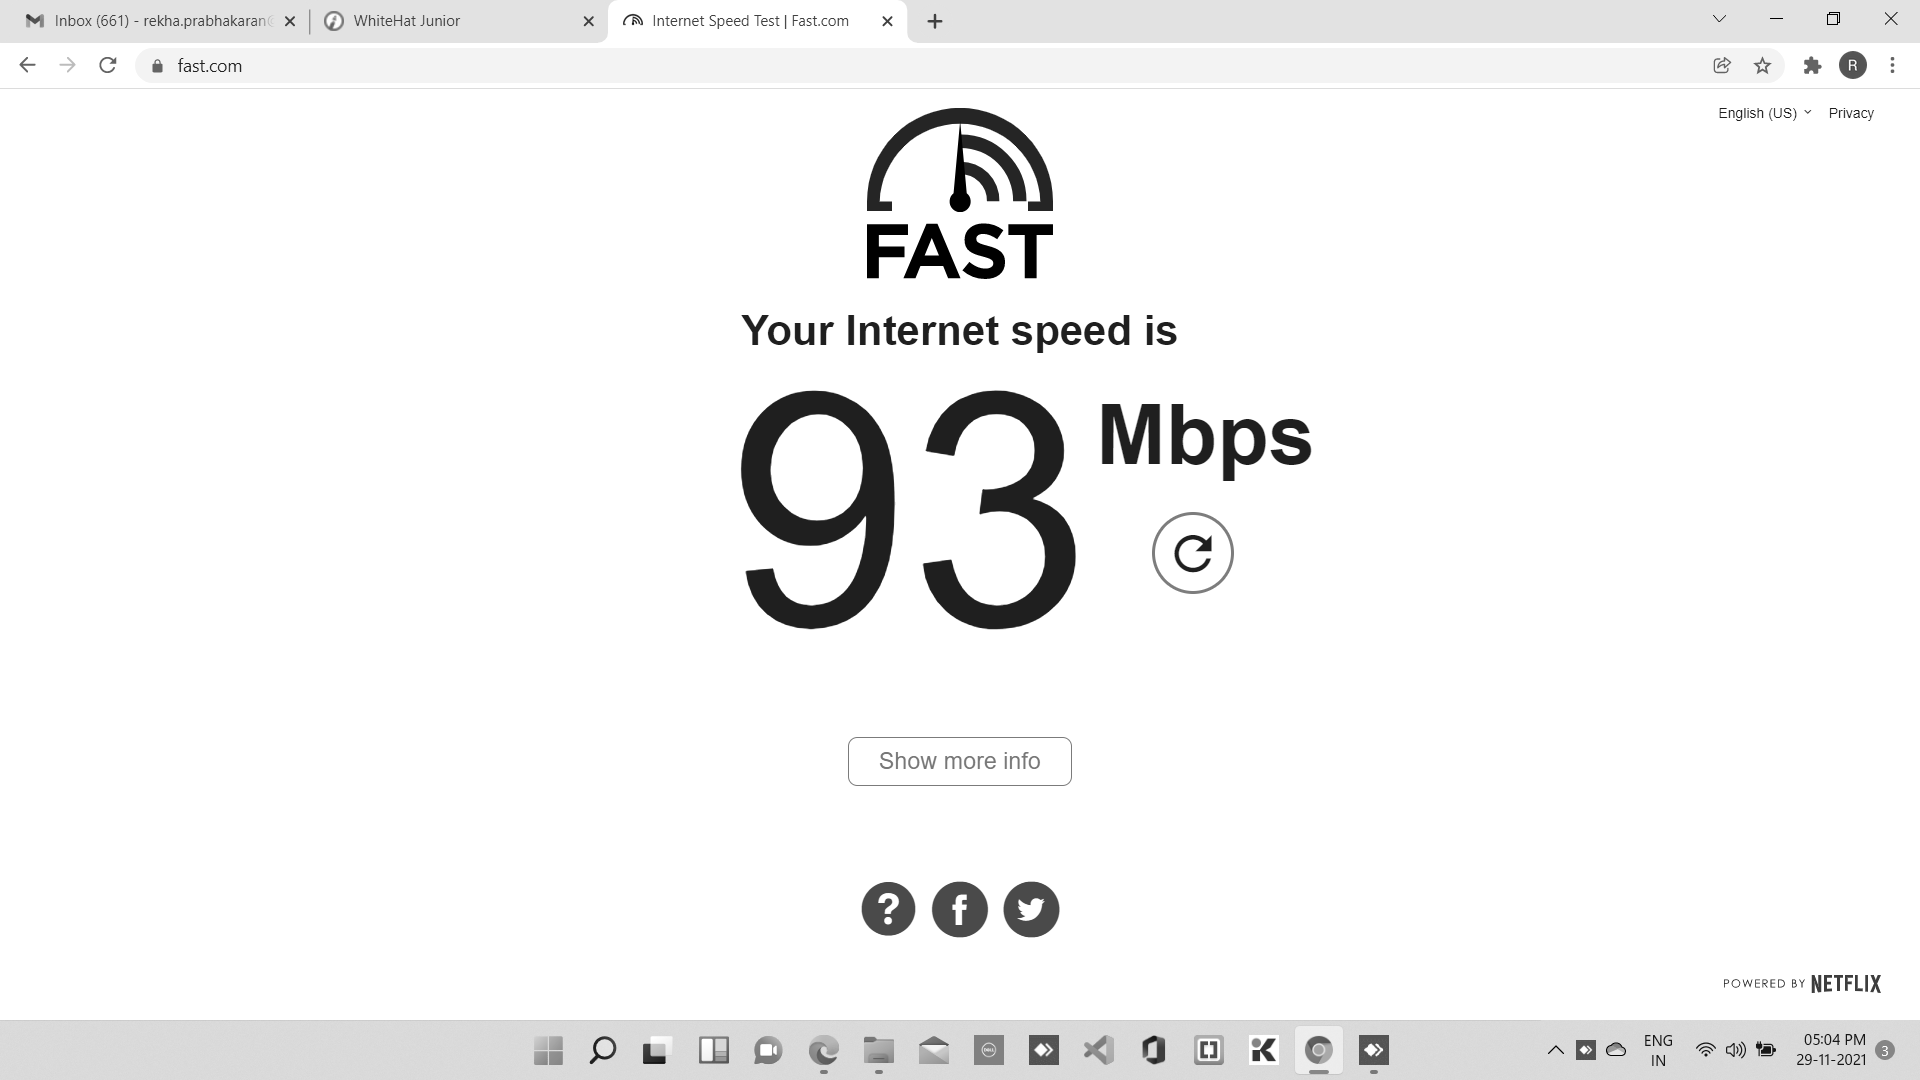 Inbox (661) - rekha.prabhakaran
WhiteHat Junior
Internet Speed Test | Fast.com
fast.com
R
English (US)
Privacy
FAST
Your Internet speed is
93 Mbps
Show more info
?
f
POWERED BY NETFLIX
DELL
K
ENG
IN
05:04 PM
29-11-2021
3